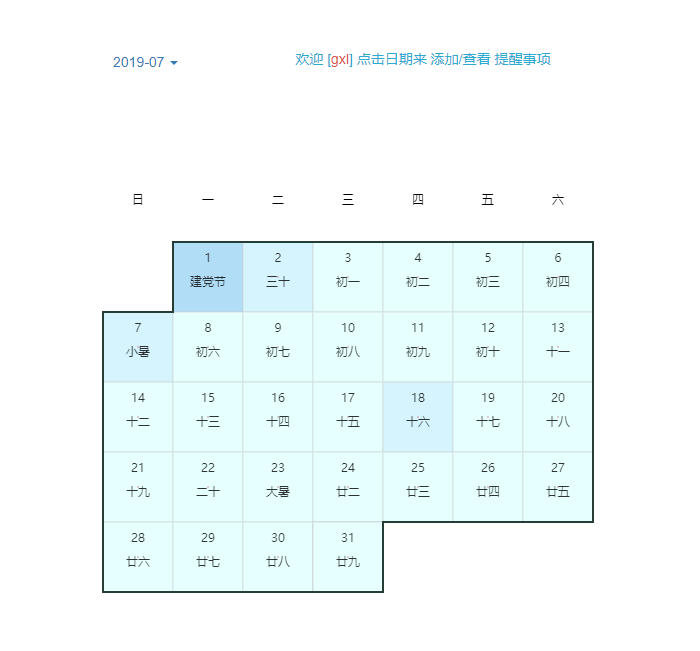 2019-07
欢迎 [gxl] 点击日期来 添加/查看 提醒事项
日 一 二 三 四 五 六
1 2 3 4 5 6
建党节 三十 初一 初二 初三 初四
7 8 9 10 11 12 13
小暑 初六 初七 初八 初九 初十 十一
14 15 16 17 18 19 20
十二 十三 十四 十五 十六 十七 十八
21 22 23 24 25 26 27
十九 二十 大暑 廿二 廿三 廿四 廿五
28 29 30 31
廿六 廿七 廿八 廿九